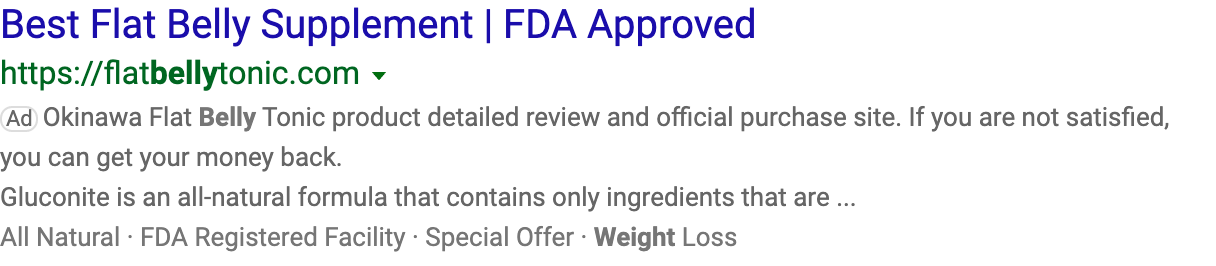 Best Flat Belly Supplement | FDA Approved
https://flatbellytonic.com
Ad Okinawa Flat Belly Tonic product detailed review and official purchase site. If you are not satisfied,
you can get your money back.
Gluconite is an all-natural formula that contains only ingredients that are ...
All Natural · FDA Registered Facility · Special Offer · Weight Loss